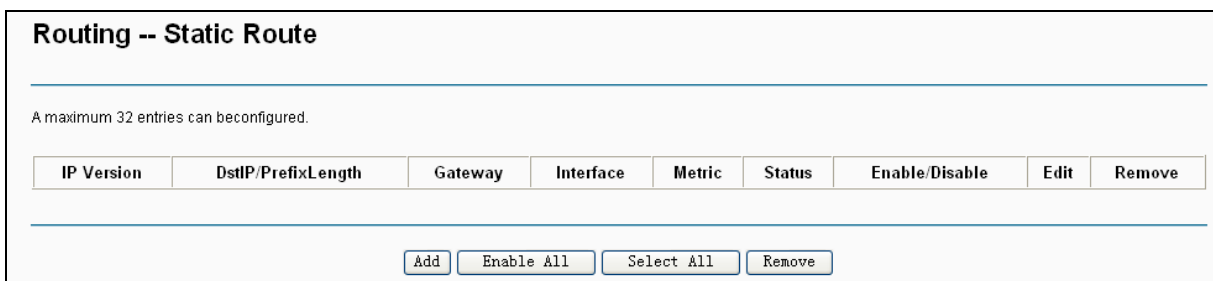 Routing -- Static Route
A maximum 32 entries can beconfigured.
IP Version DstIP/PrefixLength Gateway Interface Metric Status Enable/Disable Edit Remove
Add Enable All Select All Remove